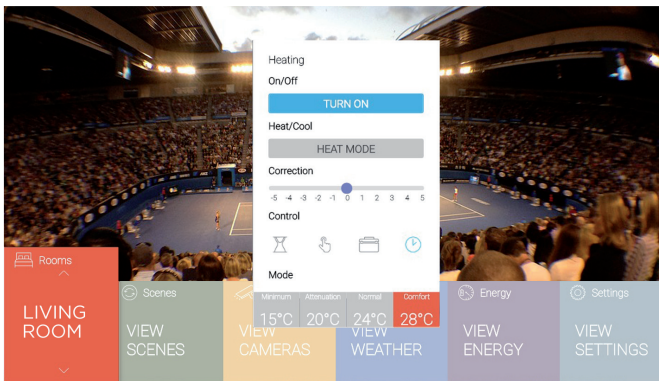 Heating
On/Off
TURN ON
Heat/Cool
HEAT MODE
Correction
-5 -4 -3 -2 -1 0 1 2 3 4 5
Control
Mode
Minimum Attenuation Normal Comfort
15°C 20°C 24°C 28°C
Rooms
LIVING
ROOM
Scenes
VIEW
SCENES
VIEW
CAMERAS
VIEW
WEATHER
Energy
VIEW
ENERGY
Settings
VIEW
SETTINGS